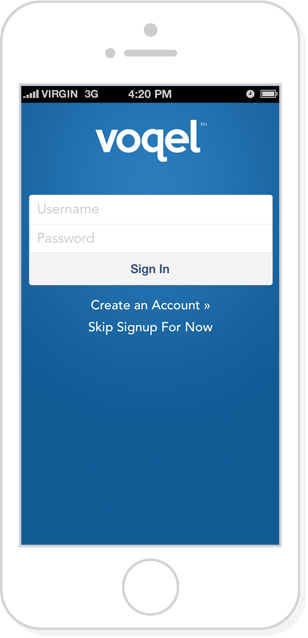 VIRGIN 3G 4:20 PM
voqel™
Username
Password
Sign In
Create an Account »
Skip Signup For Now